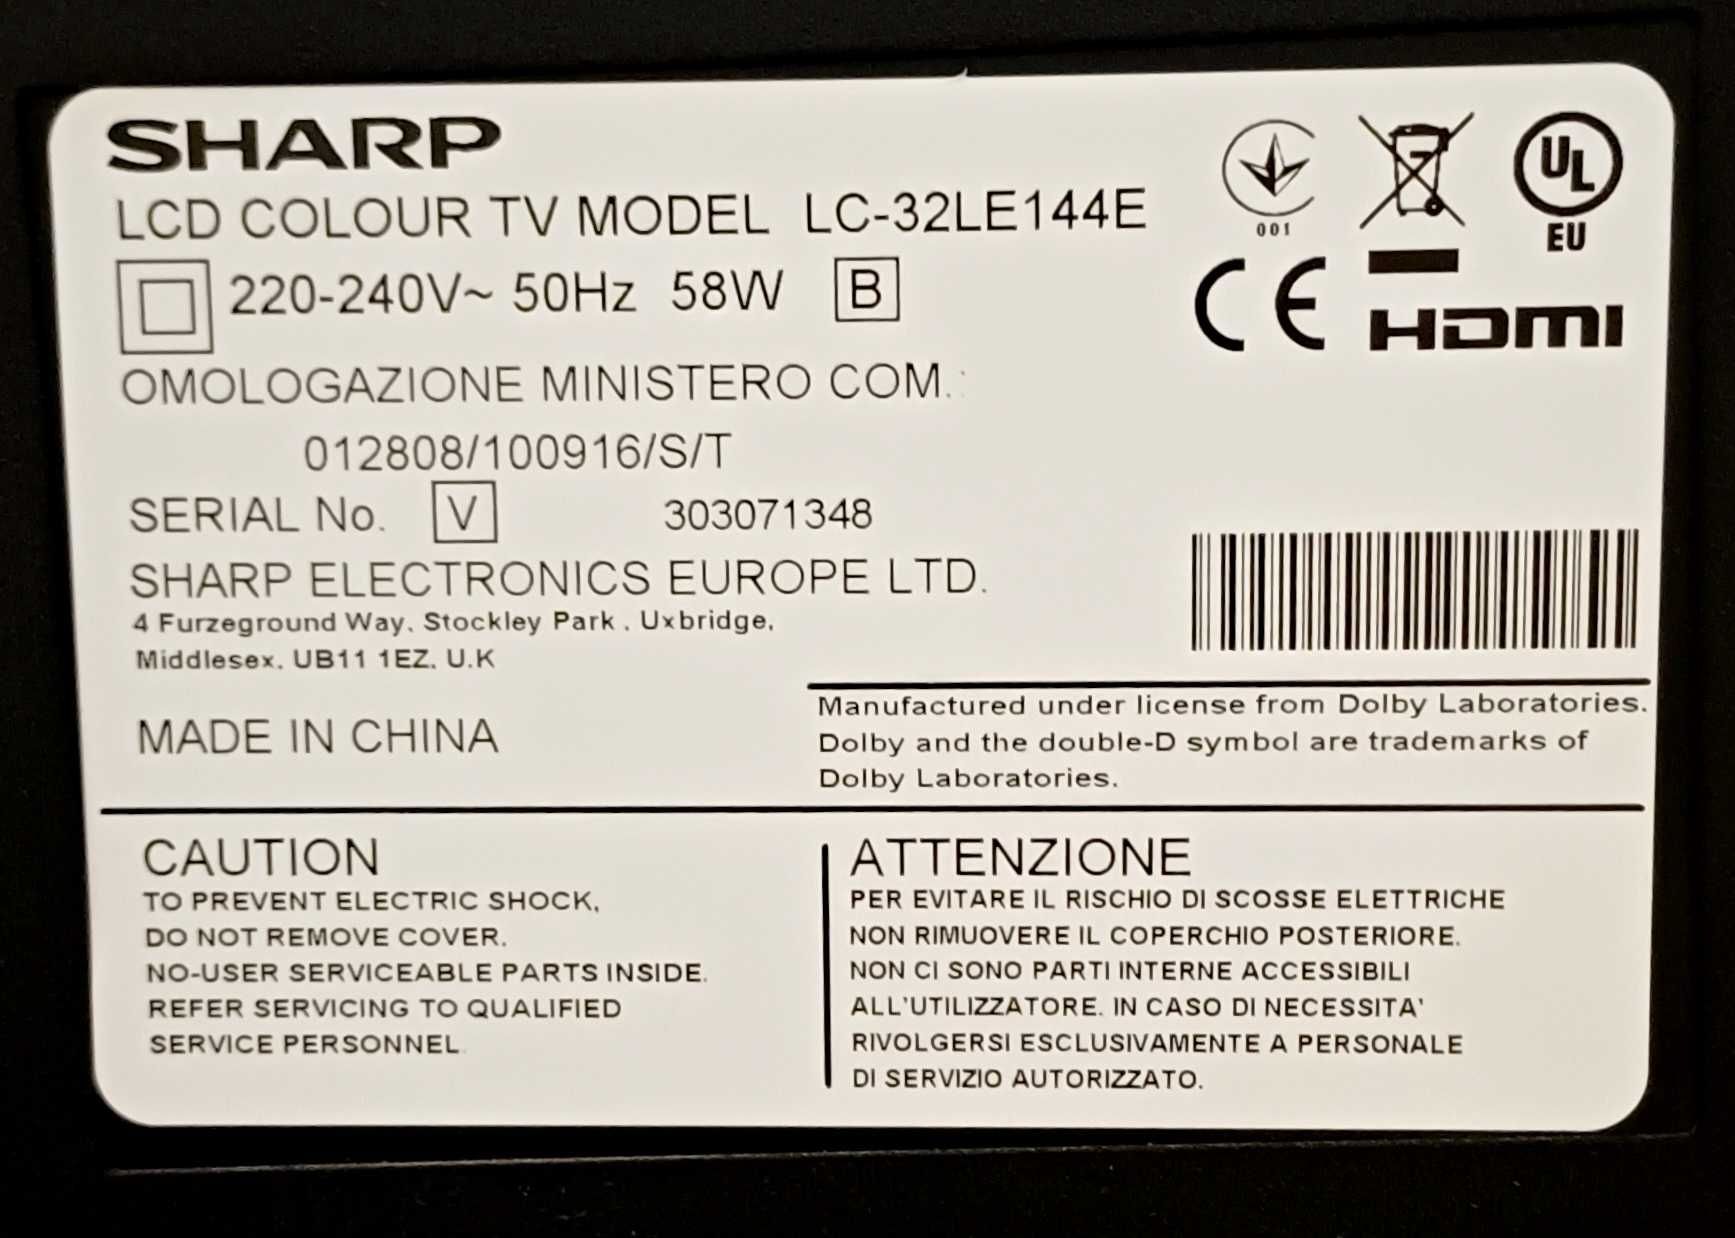 SHARP
LCD COLOUR TV MODEL LC-32LE144E
220-240V~ 50Hz 58W B
OMOLOGAZIONE MINISTERO COM.:
012808/100916/S/T
SERIAL No. V 303071348
SHARP ELECTRONICS EUROPE LTD.
4 Furzeground Way, Stockley Park , Uxbridge,
Middlesex, UB11 1EZ, U.K
MADE IN CHINA
001
UL
EU
CE
HDMI
Manufactured under license from Dolby Laboratories.
Dolby and the double-D symbol are trademarks of
Dolby Laboratories.
CAUTION
TO PREVENT ELECTRIC SHOCK,
DO NOT REMOVE COVER.
NO-USER SERVICEABLE PARTS INSIDE.
REFER SERVICING TO QUALIFIED
SERVICE PERSONNEL.
ATTENZIONE
PER EVITARE IL RISCHIO DI SCOSSE ELETTRICHE
NON RIMUOVERE IL COPERCHIO POSTERIORE.
NON CI SONO PARTI INTERNE ACCESSIBILI
ALL'UTILIZZATORE. IN CASO DI NECESSITA'
RIVOLGERSI ESCLUSIVAMENTE A PERSONALE
DI SERVIZIO AUTORIZZATO.